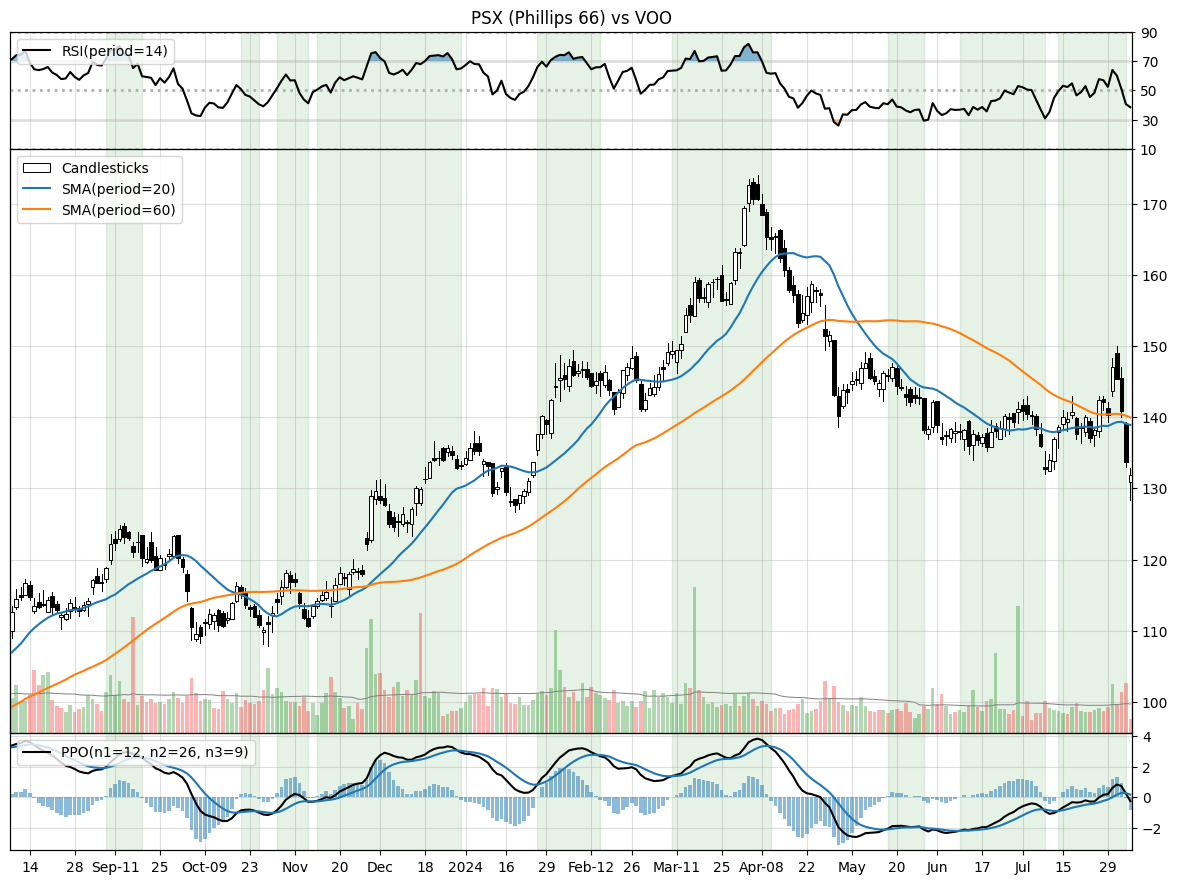 PSX (Phillips 66) vs VOO
RSI(period=14)
90
70
50
30
10
Candlesticks
SMA(period=20)
SMA(period=60)
170
160
150
140
130
120
110
100
PPO(n1=12, n2=26, n3=9)
4
2
0
−2
14 28 Sep-11 25 Oct-09 23 Nov 20 Dec 18 2024 16 29 Feb-12 26 Mar-11 25 Apr-08 22 May 20 Jun 17 Jul 15 29